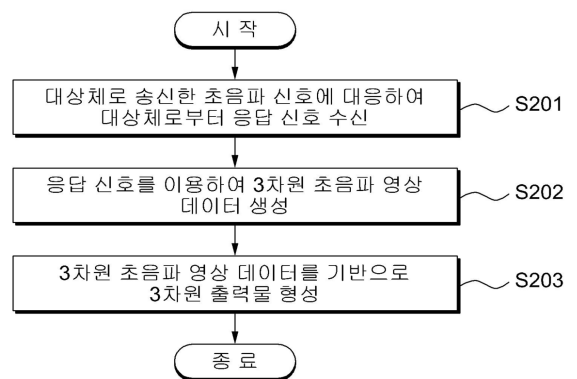 시 작
대상체로 송신한 초음파 신호에 대응하여
대상체로부터 응답 신호 수신
S201
응답 신호를 이용하여 3차원 초음파 영상
데이터 생성
S202
3차원 초음파 영상 데이터를 기반으로
3차원 출력물 형성
S203
종 료